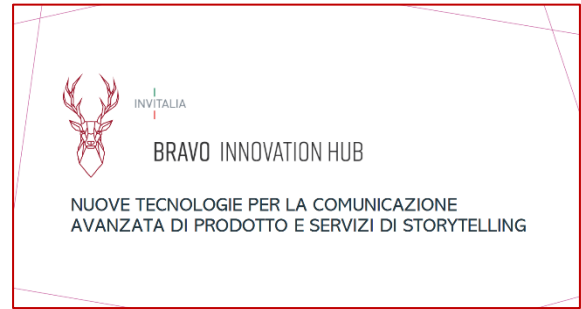 INVITALIA
BRAVO INNOVATION HUB
NUOVE TECNOLOGIE PER LA COMUNICAZIONE
AVANZATA DI PRODOTTO E SERVIZI DI STORYTELLING